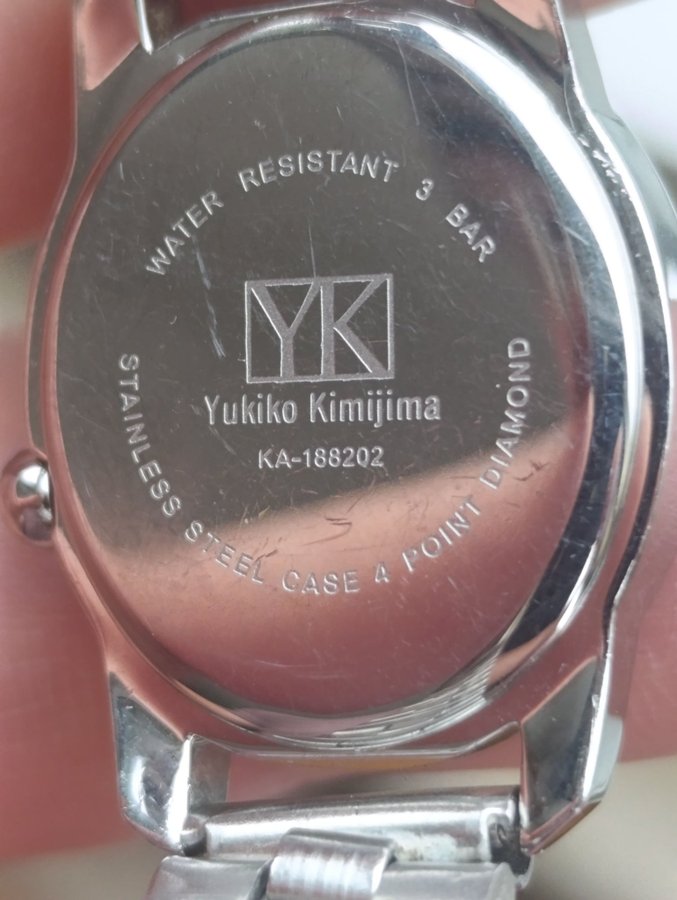 WATER RESISTANT 3 BAR
YK
Yukiko Kimijima
KA-188202
STAINLESS STEEL CASE 4 POINT DIAMOND